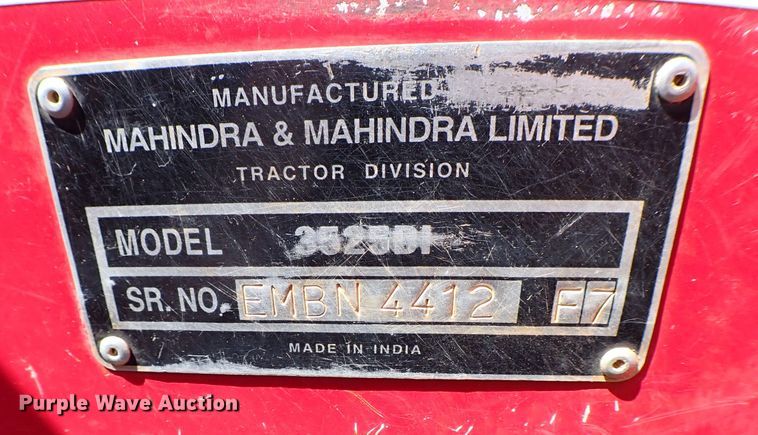 MANUFACTURED
MAHINDRA & MAHINDRA LIMITED
TRACTOR DIVISION
MODEL 3525DI
SR. NO. EMBN 4412 F7
MADE IN INDIA
Purple Wave Auction